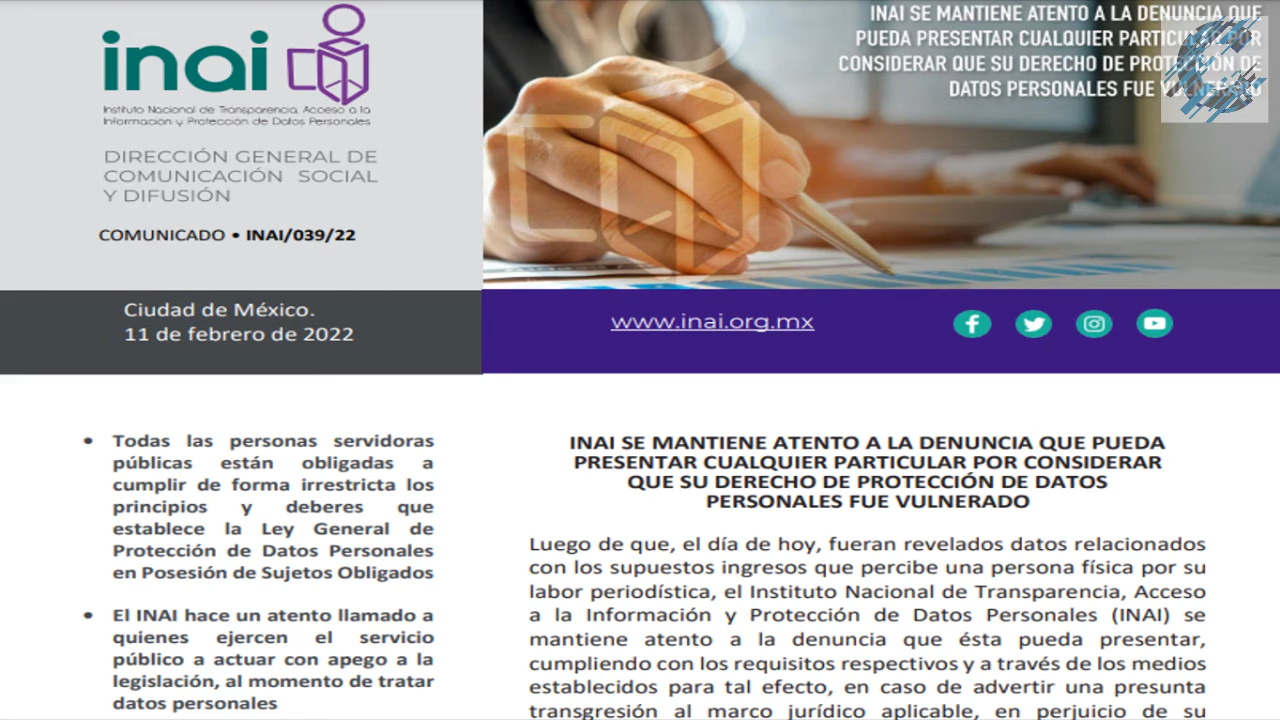 inai
Instituto Nacional de Transparencia, Acceso a la
Información y Protección de Datos Personales
DIRECCIÓN GENERAL DE
COMUNICACIÓN SOCIAL
Y DIFUSIÓN
COMUNICADO • INAI/039/22
INAI SE MANTIENE ATENTO A LA DENUNCIA QUE
PUEDA PRESENTAR CUALQUIER PARTICULAR POR
CONSIDERAR QUE SU DERECHO DE PROTECCIÓN DE
DATOS PERSONALES FUE VULNERADO
Ciudad de México.
11 de febrero de 2022
www.inai.org.mx
• Todas las personas servidoras
públicas están obligadas a
cumplir de forma irrestricta los
principios y deberes que
establece la Ley General de
Protección de Datos Personales
en Posesión de Sujetos Obligados
• El INAI hace un atento llamado a
quienes ejercen el servicio
público a actuar con apego a la
legislación, al momento de tratar
datos personales
INAI SE MANTIENE ATENTO A LA DENUNCIA QUE PUEDA
PRESENTAR CUALQUIER PARTICULAR POR CONSIDERAR
QUE SU DERECHO DE PROTECCIÓN DE DATOS
PERSONALES FUE VULNERADO
Luego de que, el día de hoy, fueran revelados datos relacionados
con los supuestos ingresos que percibe una persona física por su
labor periodística, el Instituto Nacional de Transparencia, Acceso
a la Información y Protección de Datos Personales (INAI) se
mantiene atento a la denuncia que ésta pueda presentar,
cumpliendo con los requisitos respectivos y a través de los medios
establecidos para tal efecto, en caso de advertir una presunta
transgresión al marco jurídico aplicable, en perjuicio de su